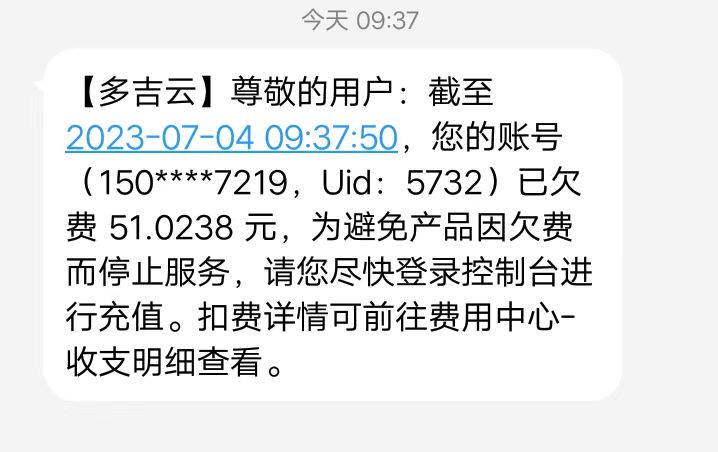 今天 09:37
【多吉云】尊敬的用户：截至
2023-07-04 09:37:50，您的账号
（150****7219，Uid：5732）已欠
费 51.0238 元，为避免产品因欠费
而停止服务，请您尽快登录控制台进
行充值。扣费详情可前往费用中心-
收支明细查看。